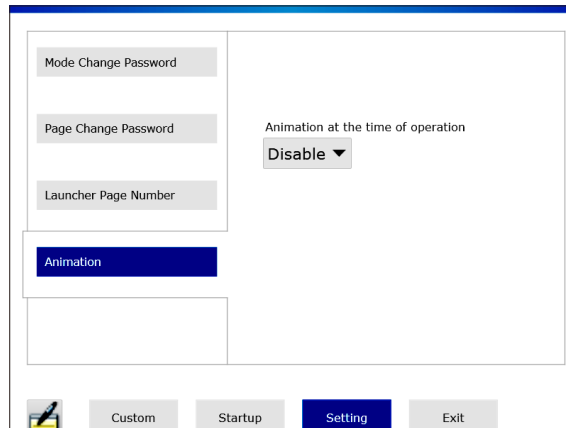 Mode Change Password
Page Change Password
Animation at the time of operation
Disable
Launcher Page Number
Animation
Custom
Startup
Setting
Exit